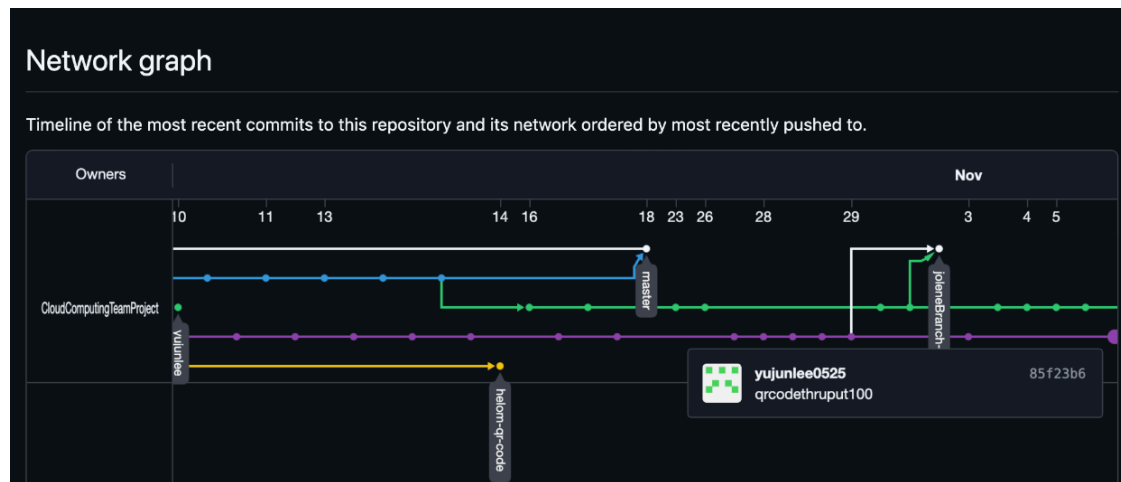 Network graph
Timeline of the most recent commits to this repository and its network ordered by most recently pushed to.
Owners
Nov
10 11 13 14 16 18 23 26 28 29 3 4 5
CloudComputingTeamProject
yujunlee
master
joleneBranch-
helom-qr-code
yujunlee0525 85f23b6
qrcodethruput100